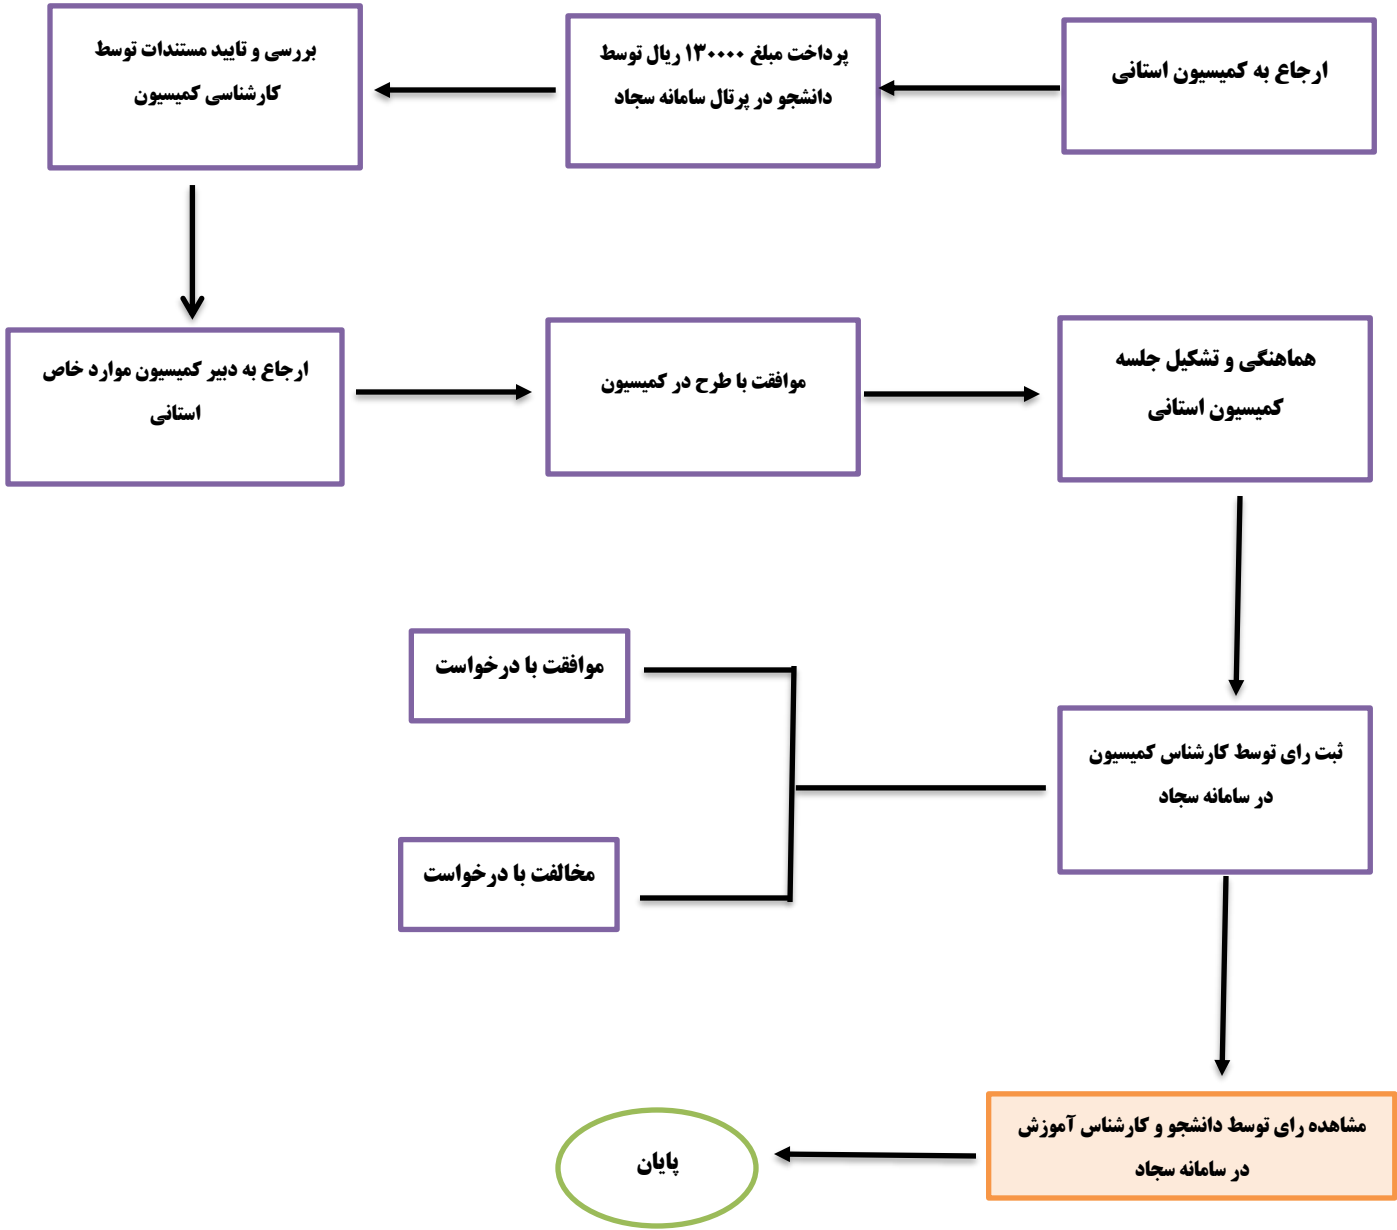 ارجاع به کمیسیون استانی
پرداخت مبلغ ۱۳۰۰۰۰ ریال توسط
دانشجو در پرتال سامانه سجاد
بررسی و تایید مستندات توسط
کارشناسی کمیسیون
ارجاع به دبیر کمیسیون موارد خاص
استانی
موافقت با طرح در کمیسیون
هماهنگی و تشکیل جلسه
کمیسیون استانی
ثبت رای توسط کارشناس کمیسیون
در سامانه سجاد
موافقت با درخواست
مخالفت با درخواست
مشاهده رای توسط دانشجو و کارشناس آموزش
در سامانه سجاد
پایان